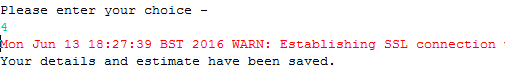 Please enter your choice -
4
Mon Jun 13 18:27:39 BST 2016 WARN: Establishing SSL connection
Your details and estimate have been saved.